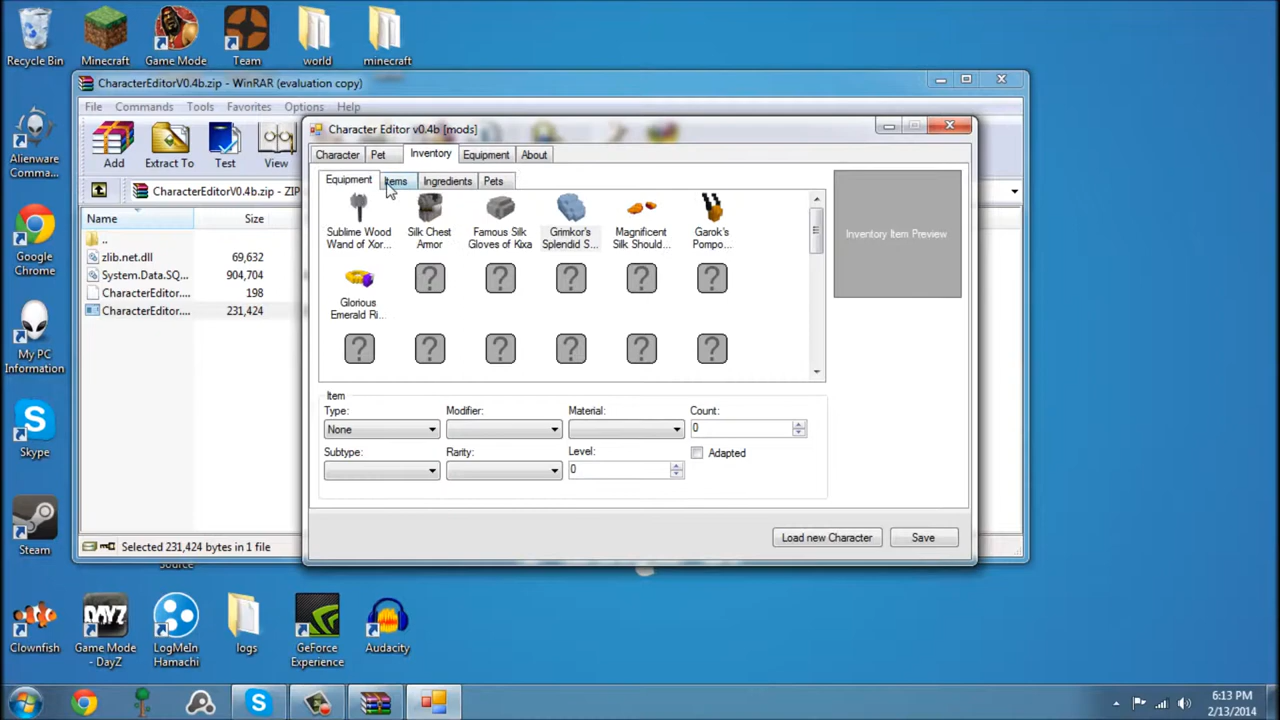 Recycle Bin
Minecraft
Game Mode
Team
world
minecraft
CharacterEditorV0.4b.zip - WinRAR (evaluation copy)
File Commands Tools Favorites Options Help
Add
Extract To
Test
View
CharacterEditorV0.4b.zip - ZIP
Name
Size
..
zlib.net.dll 69,632
System.Data.SQ... 904,704
CharacterEditor.... 198
CharacterEditor.... 231,424
Selected 231,424 bytes in 1 file
Character Editor v0.4b [mods]
Character Pet Inventory Equipment About
Equipment Items Ingredients Pets
Sublime Wood
Wand of Xor...
Silk Chest
Armor
Famous Silk
Gloves of Kixa
Grimkor's
Splendid S...
Magnificent
Silk Should...
Garok's
Pompo...
Glorious
Emerald Ri...
Inventory Item Preview
Item
Type:
None
Modifier:
Material:
Count:
0
Subtype:
Rarity:
Level:
0
Adapted
Load new Character
Save
Alienware
Comma...
Google
Chrome
My PC
Information
Skype
Steam
Source
Clownfish
Game Mode
- DayZ
DAYZ
LogMeIn
Hamachi
logs
GeForce
Experience
Audacity
6:13 PM
2/13/2014